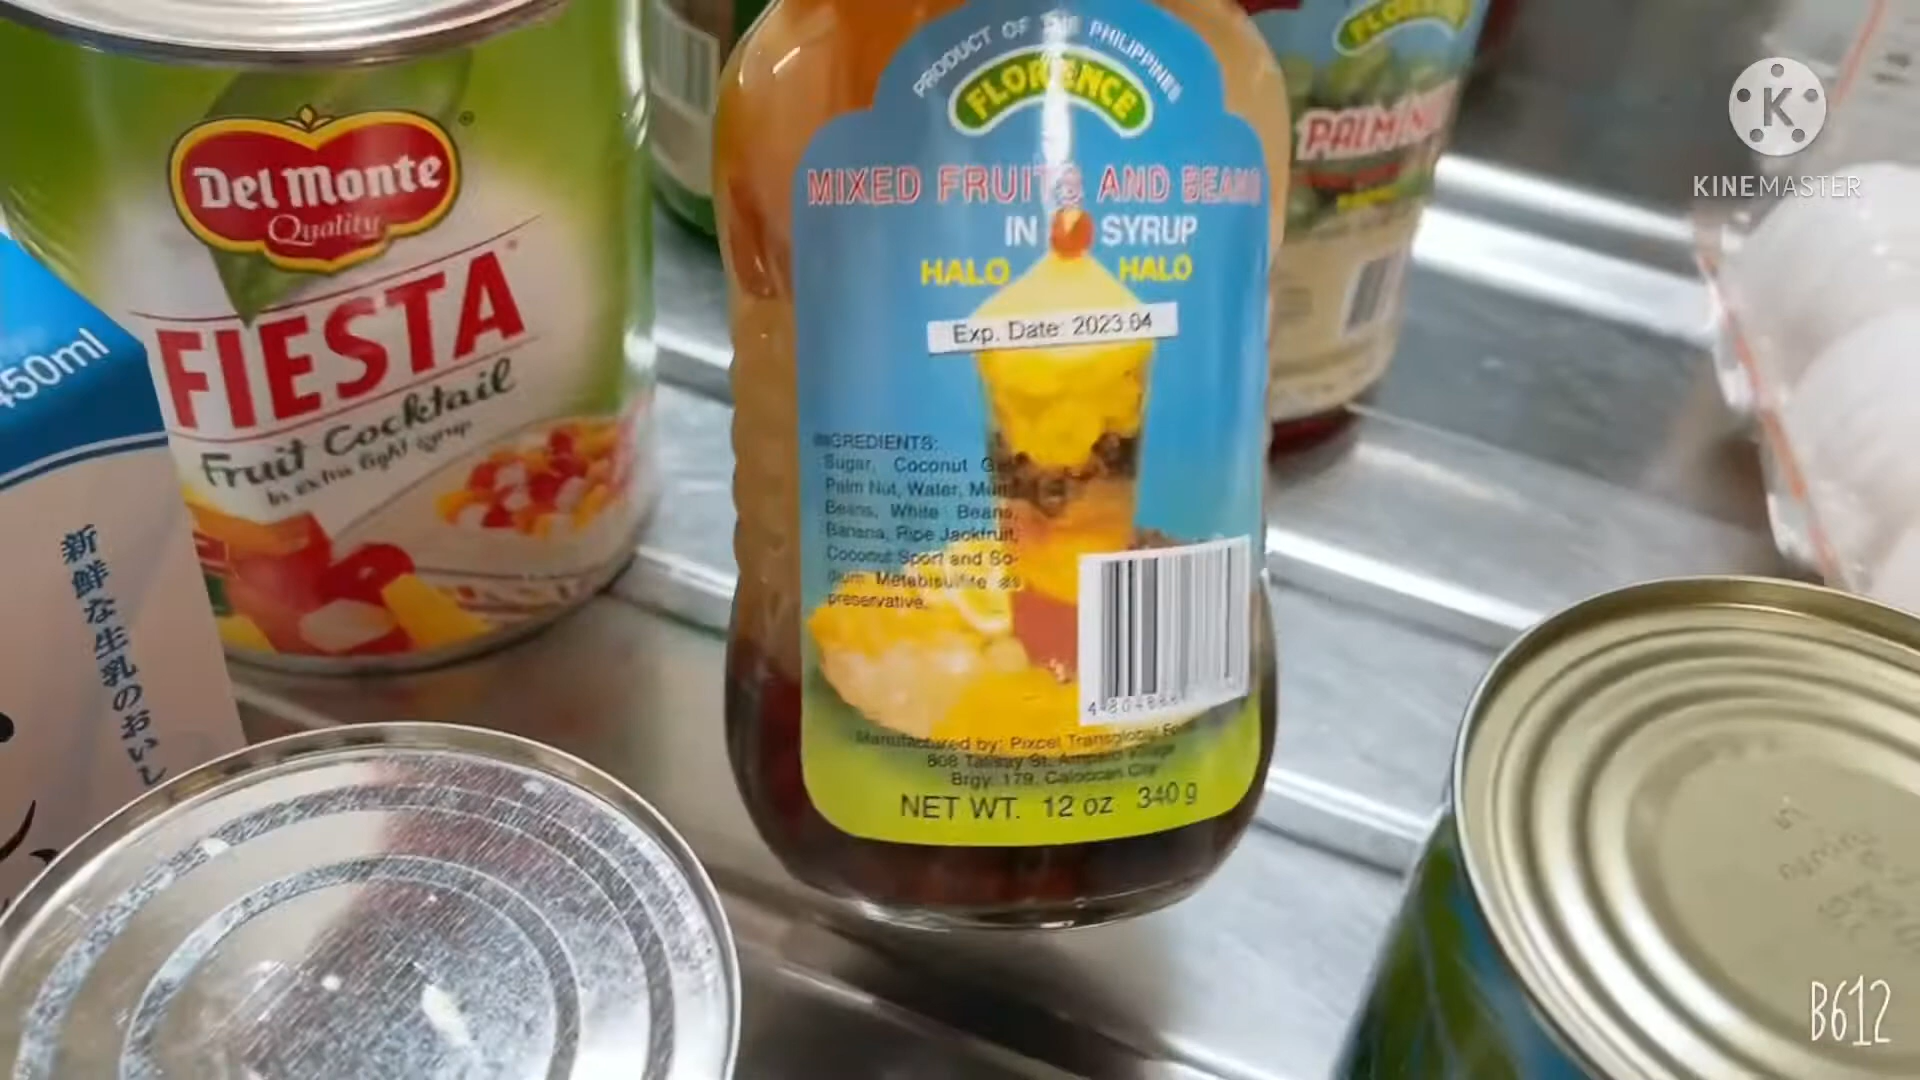 Del Monte
Quality
FIESTA
Fruit Cocktail
In extra light syrup
450ml
新鮮な生乳のおいし
PRODUCT OF THE PHILIPPINES
FLORENCE
MIXED FRUITS AND BEANS
IN SYRUP
HALO HALO
Exp. Date: 2023.04
INGREDIENTS:
Sugar, Coconut
Palm Nut, Water,
Beans, White Beans,
Banana, Ripe Jackfruit,
Coconut Sport and So-
dium Metabisulfite as
preservative.
Manufactured by: Pixcel Transglobal
808 Talisay St. Amparo Village
Brgy. 179, Caloocan City
NET WT. 12 oz 340 g
KINEMASTER
B612